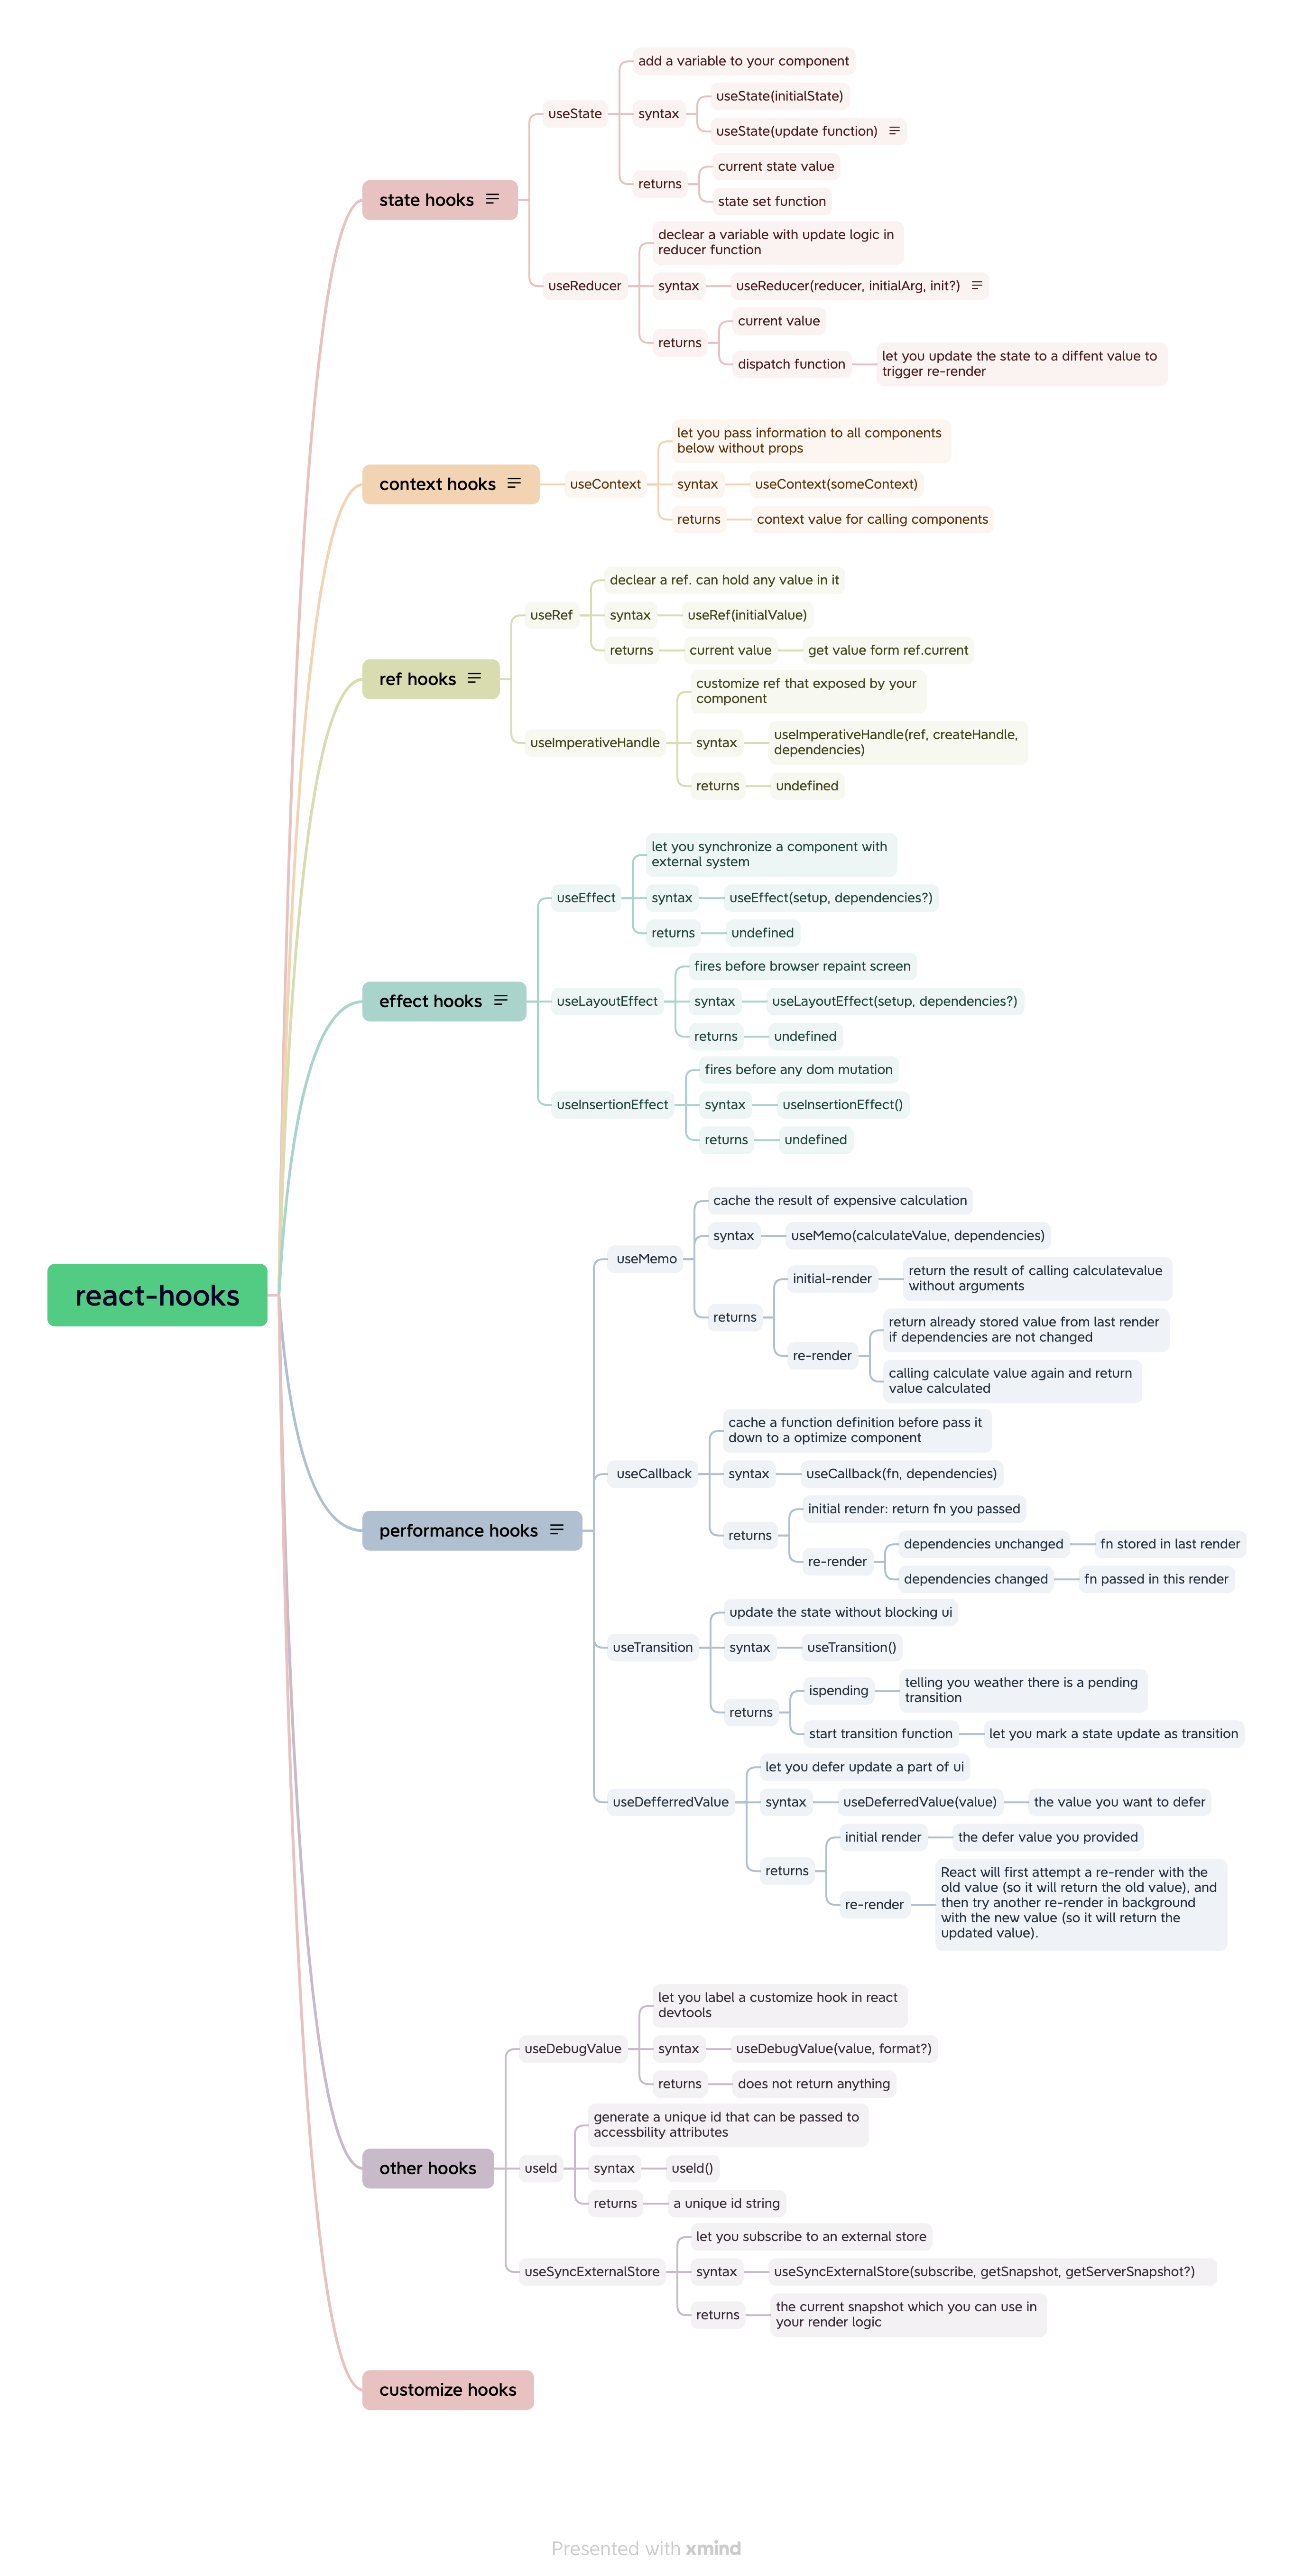 react-hooks
state hooks
useState
add a variable to your component
syntax
useState(initialState)
useState(update function)
returns
current state value
state set function
useReducer
declear a variable with update logic in
reducer function
syntax
useReducer(reducer, initialArg, init?)
returns
current value
dispatch function
let you update the state to a diffent value to
trigger re-render
context hooks
useContext
let you pass information to all components
below without props
syntax
useContext(someContext)
returns
context value for calling components
ref hooks
useRef
declear a ref. can hold any value in it
syntax
useRef(initialValue)
returns
current value
get value form ref.current
useImperativeHandle
customize ref that exposed by your
component
syntax
useImperativeHandle(ref, createHandle,
dependencies)
returns
undefined
effect hooks
useEffect
let you synchronize a component with
external system
syntax
useEffect(setup, dependencies?)
returns
undefined
useLayoutEffect
fires before browser repaint screen
syntax
useLayoutEffect(setup, dependencies?)
returns
undefined
useInsertionEffect
fires before any dom mutation
syntax
useInsertionEffect()
returns
undefined
performance hooks
useMemo
cache the result of expensive calculation
syntax
useMemo(calculateValue, dependencies)
returns
initial-render
return the result of calling calculatevalue
without arguments
re-render
return already stored value from last render
if dependencies are not changed
calling calculate value again and return
value calculated
useCallback
cache a function definition before pass it
down to a optimize component
syntax
useCallback(fn, dependencies)
returns
initial render: return fn you passed
re-render
dependencies unchanged
fn stored in last render
dependencies changed
fn passed in this render
useTransition
update the state without blocking ui
syntax
useTransition()
returns
ispending
telling you weather there is a pending
transition
start transition function
let you mark a state update as transition
useDefferredValue
let you defer update a part of ui
syntax
useDeferredValue(value)
the value you want to defer
returns
initial render
the defer value you provided
re-render
React will first attempt a re-render with the
old value (so it will return the old value), and
then try another re-render in background
with the new value (so it will return the
updated value).
other hooks
useDebugValue
let you label a customize hook in react
devtools
syntax
useDebugValue(value, format?)
returns
does not return anything
useId
generate a unique id that can be passed to
accessbility attributes
syntax
useId()
returns
a unique id string
useSyncExternalStore
let you subscribe to an external store
syntax
useSyncExternalStore(subscribe, getSnapshot, getServerSnapshot?)
returns
the current snapshot which you can use in
your render logic
customize hooks
Presented with xmind